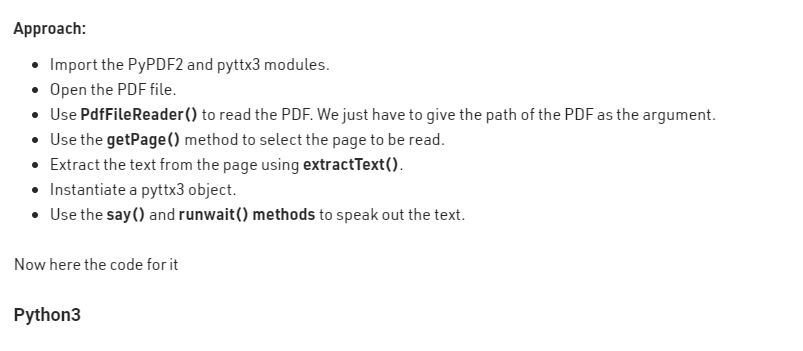 Approach:
• Import the PyPDF2 and pyttx3 modules.
• Open the PDF file.
• Use PdfFileReader() to read the PDF. We just have to give the path of the PDF as the argument.
• Use the getPage() method to select the page to be read.
• Extract the text from the page using extractText().
• Instantiate a pyttx3 object.
• Use the say() and runwait() methods to speak out the text.
Now here the code for it
Python3